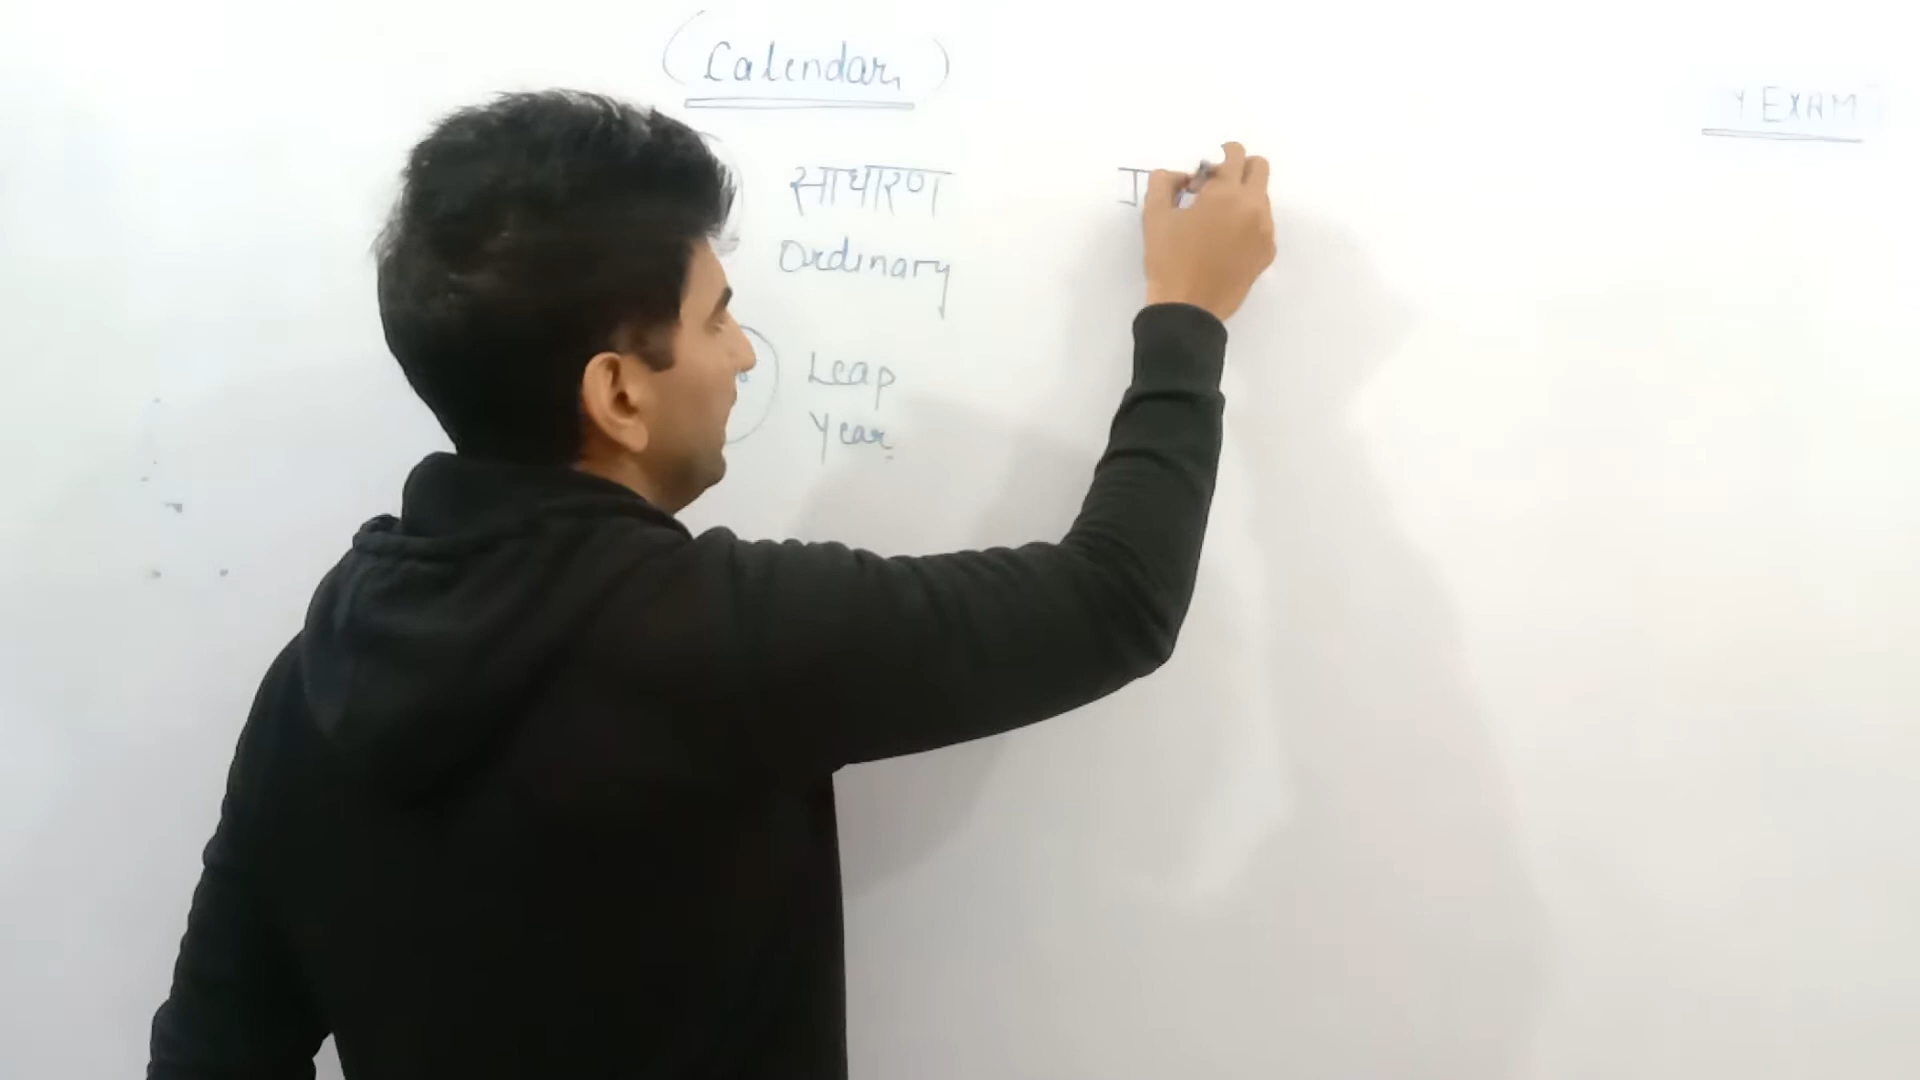 (Calendar)
Y EXAM
साधारण
Ordinary
Leap
Year